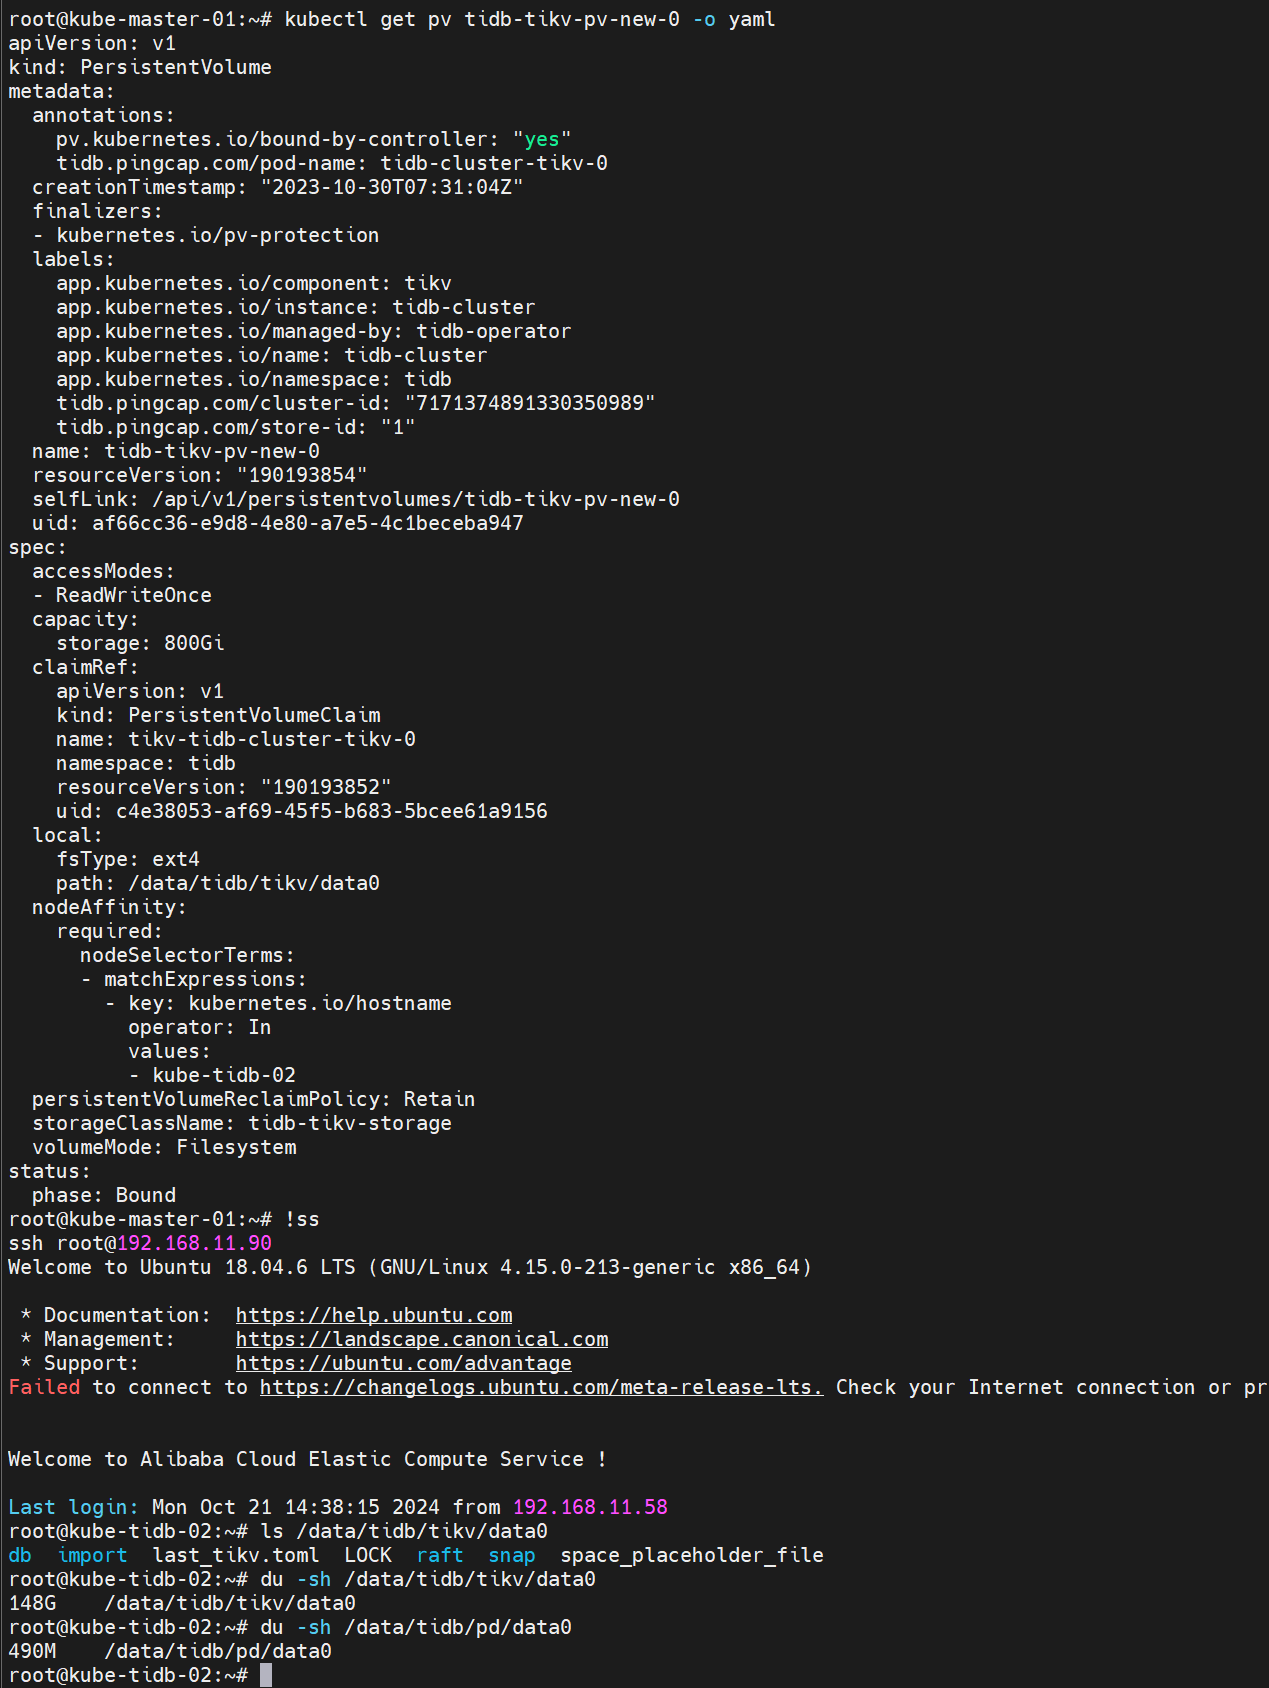 root@kube-master-01:~# kubectl get pv tidb-tikv-pv-new-0 -o yaml
apiVersion: v1
kind: PersistentVolume
metadata:
  annotations:
    pv.kubernetes.io/bound-by-controller: "yes"
    tidb.pingcap.com/pod-name: tidb-cluster-tikv-0
  creationTimestamp: "2023-10-30T07:31:04Z"
  finalizers:
  - kubernetes.io/pv-protection
  labels:
    app.kubernetes.io/component: tikv
    app.kubernetes.io/instance: tidb-cluster
    app.kubernetes.io/managed-by: tidb-operator
    app.kubernetes.io/name: tidb-cluster
    app.kubernetes.io/namespace: tidb
    tidb.pingcap.com/cluster-id: "7171374891330350989"
    tidb.pingcap.com/store-id: "1"
  name: tidb-tikv-pv-new-0
  resourceVersion: "190193854"
  selfLink: /api/v1/persistentvolumes/tidb-tikv-pv-new-0
  uid: af66cc36-e9d8-4e80-a7e5-4c1beceba947
spec:
  accessModes:
  - ReadWriteOnce
  capacity:
    storage: 800Gi
  claimRef:
    apiVersion: v1
    kind: PersistentVolumeClaim
    name: tikv-tidb-cluster-tikv-0
    namespace: tidb
    resourceVersion: "190193852"
    uid: c4e38053-af69-45f5-b683-5bcee61a9156
  local:
    fsType: ext4
    path: /data/tidb/tikv/data0
  nodeAffinity:
    required:
      nodeSelectorTerms:
      - matchExpressions:
        - key: kubernetes.io/hostname
          operator: In
          values:
          - kube-tidb-02
  persistentVolumeReclaimPolicy: Retain
  storageClassName: tidb-tikv-storage
  volumeMode: Filesystem
status:
  phase: Bound
root@kube-master-01:~# !ss
ssh root@192.168.11.90
Welcome to Ubuntu 18.04.6 LTS (GNU/Linux 4.15.0-213-generic x86_64)
 * Documentation:  https://help.ubuntu.com
 * Management:     https://landscape.canonical.com
 * Support:        https://ubuntu.com/advantage
Failed to connect to https://changelogs.ubuntu.com/meta-release-lts. Check your Internet connection or pr
Welcome to Alibaba Cloud Elastic Compute Service !
Last login: Mon Oct 21 14:38:15 2024 from 192.168.11.58
root@kube-tidb-02:~# ls /data/tidb/tikv/data0
db  import  last_tikv.toml  LOCK  raft  snap  space_placeholder_file
root@kube-tidb-02:~# du -sh /data/tidb/tikv/data0
148G    /data/tidb/tikv/data0
root@kube-tidb-02:~# du -sh /data/tidb/pd/data0
490M    /data/tidb/pd/data0
root@kube-tidb-02:~#